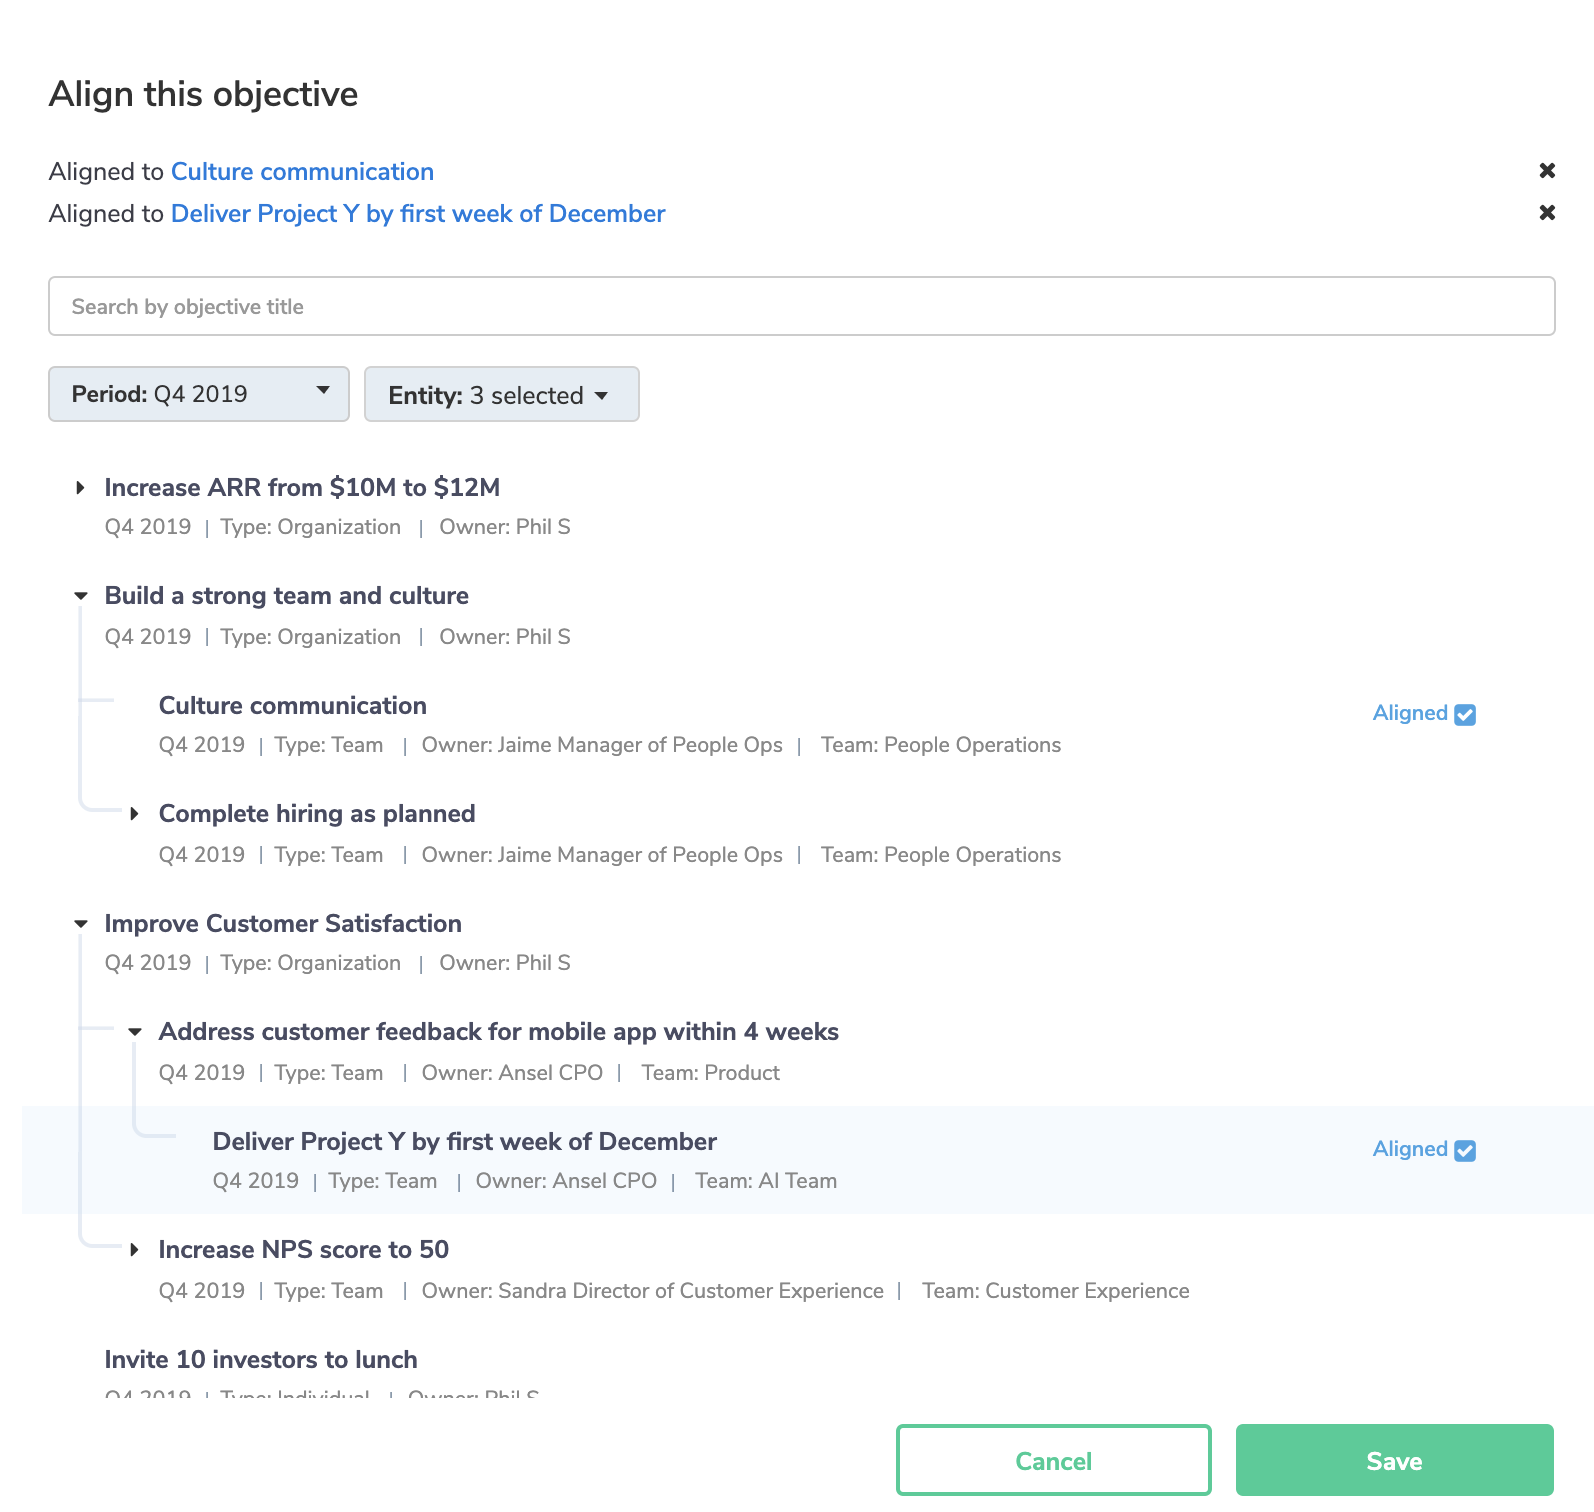 Align this objective
Aligned to Culture communication
Aligned to Deliver Project Y by first week of December
Search by objective title
Period: Q4 2019 Entity: 3 selected
Increase ARR from $10M to $12M
Q4 2019 | Type: Organization | Owner: Phil S
Build a strong team and culture
Q4 2019 | Type: Organization | Owner: Phil S
Culture communication
Aligned
Q4 2019 | Type: Team | Owner: Jaime Manager of People Ops | Team: People Operations
Complete hiring as planned
Q4 2019 | Type: Team | Owner: Jaime Manager of People Ops | Team: People Operations
Improve Customer Satisfaction
Q4 2019 | Type: Organization | Owner: Phil S
Address customer feedback for mobile app within 4 weeks
Q4 2019 | Type: Team | Owner: Ansel CPO | Team: Product
Deliver Project Y by first week of December
Aligned
Q4 2019 | Type: Team | Owner: Ansel CPO | Team: AI Team
Increase NPS score to 50
Q4 2019 | Type: Team | Owner: Sandra Director of Customer Experience | Team: Customer Experience
Invite 10 investors to lunch
Q4 2019 | Type: Individual | Owner: Phil S
Cancel Save